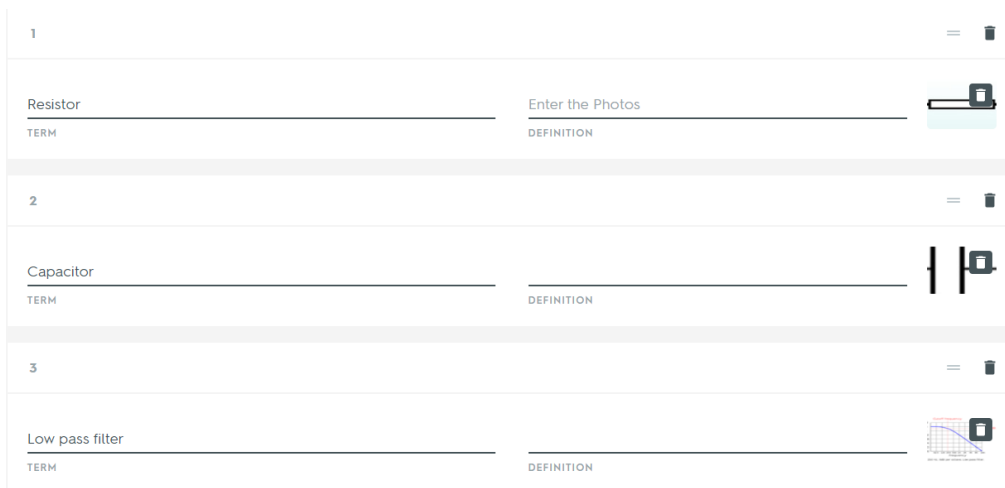 1
Resistor Enter the Photos
TERM DEFINITION
2
Capacitor
TERM DEFINITION
3
Low pass filter
TERM DEFINITION